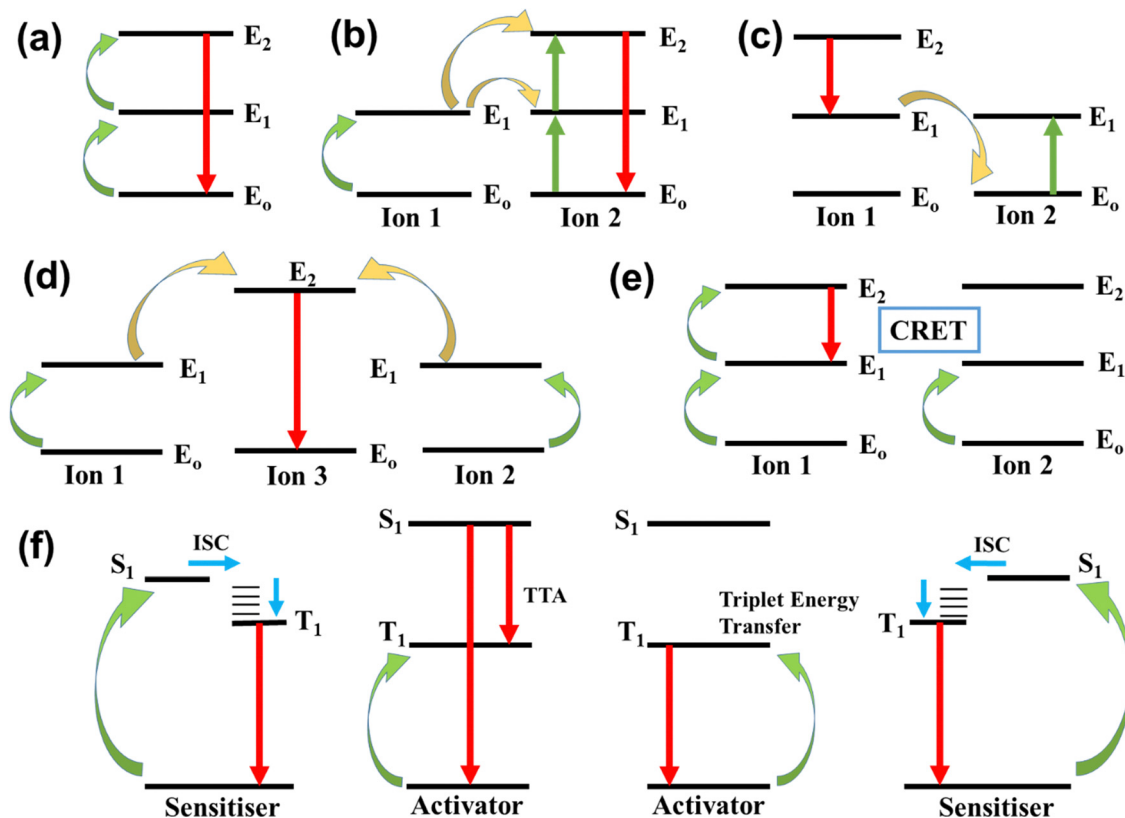 (a)
E2
E1
Eo
(b)
E2
E1
E1
Eo
Eo
Ion 1
Ion 2
(c)
E2
E1
E1
Eo
Eo
Ion 1
Ion 2
(d)
E2
E1
E1
Eo
Eo
Ion 1
Ion 3
Ion 2
(e)
E2
E2
CRET
E1
E1
Eo
Eo
Ion 1
Ion 2
(f)
S1
ISC
T1
Sensitiser
S1
TTA
T1
Activator
S1
Triplet Energy
Transfer
T1
Activator
ISC
S1
T1
Sensitiser